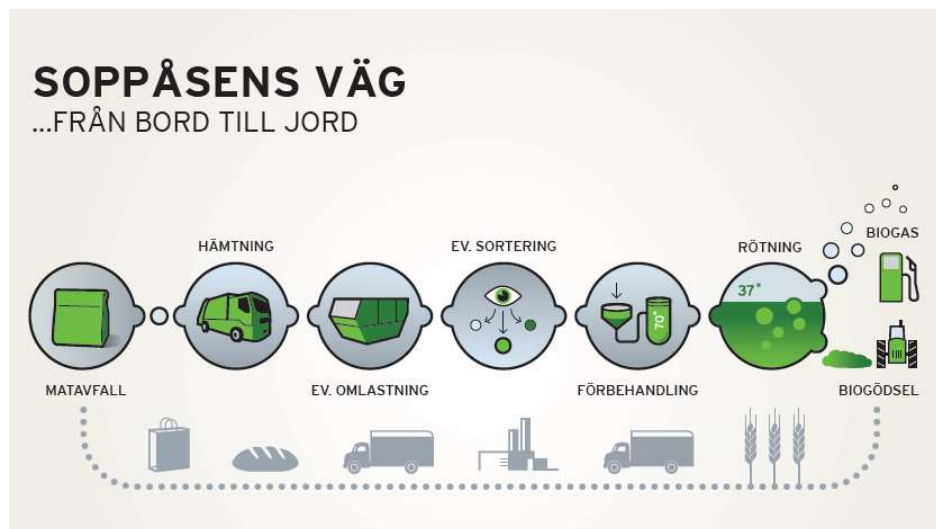 SOPPÅSENS VÄG
...FRÅN BORD TILL JORD
MATAVFALL
HÄMTNING
EV. OMLASTNING
EV. SORTERING
FÖRBEHANDLING
70°
RÖTNING
37°
BIOGAS
BIOGÖDSEL